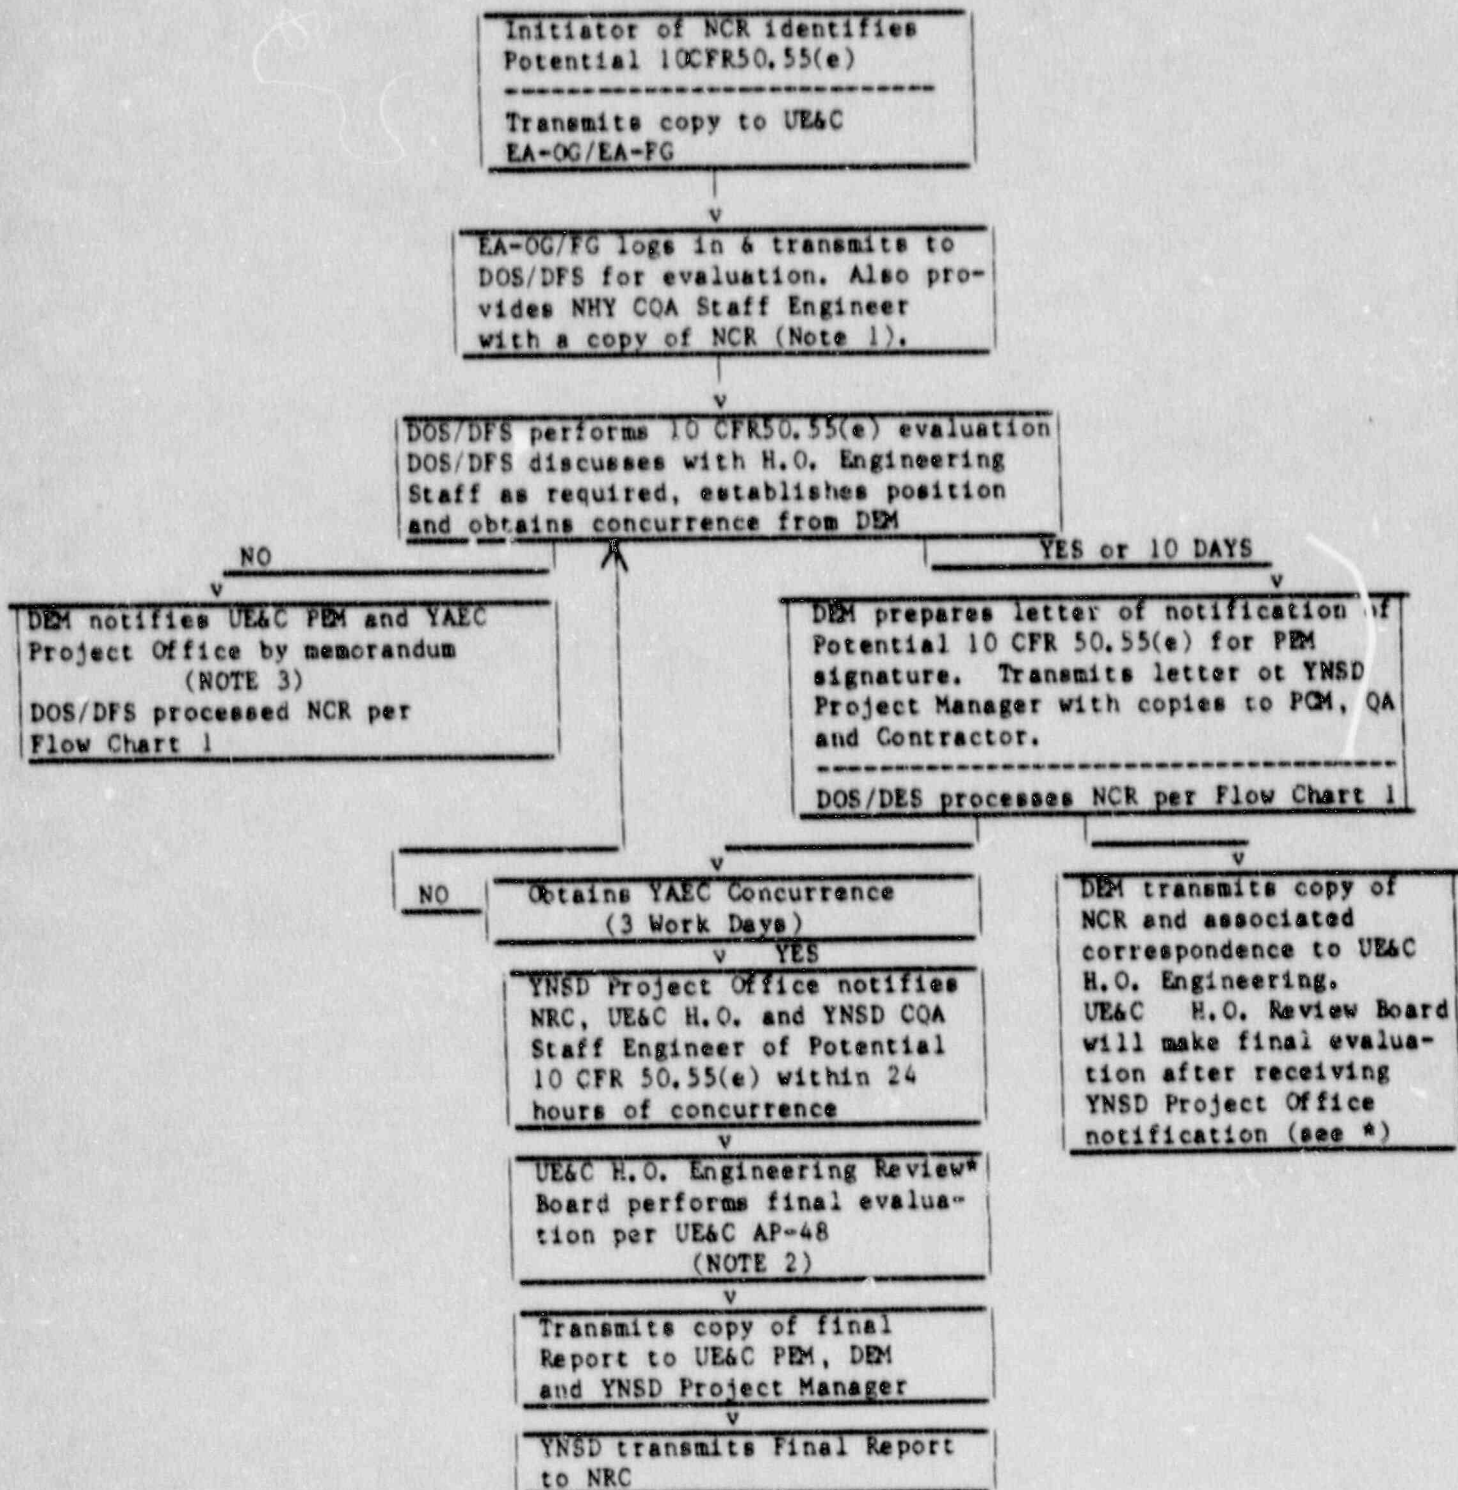 Initiator of NCR identifies
Potential 10CFR50.55(e)
Transmits copy to UE&C
EA-OG/EA-FG
EA-OG/FG logs in & transmits to
DOS/DFS for evaluation. Also pro-
vides NHY CQA Staff Engineer
with a copy of NCR (Note 1).
DOS/DFS performs 10 CFR50.55(e) evaluation
DOS/DFS discusses with H.O. Engineering
Staff as required, establishes position
and obtains concurrence from DEM
NO
YES or 10 DAYS
DEM notifies UE&C PEM and YAEC
Project Office by memorandum
(NOTE 3)
DOS/DFS processed NCR per
Flow Chart 1
DEM prepares letter of notification of
Potential 10 CFR 50.55(e) for PEM
signature. Transmits letter ot YNSD
Project Manager with copies to PCM, QA
and Contractor.
DOS/DES processes NCR per Flow Chart 1
NO
Obtains YAEC Concurrence
(3 Work Days)
YES
YNSD Project Office notifies
NRC, UE&C H.O. and YNSD CQA
Staff Engineer of Potential
10 CFR 50.55(e) within 24
hours of concurrence
DEM transmits copy of
NCR and associated
correspondence to UE&C
H.O. Engineering.
UE&C H.O. Review Board
will make final evalua-
tion after receiving
YNSD Project Office
notification (see *)
UE&C H.O. Engineering Review*
Board performs final evalua-
tion per UE&C AP-48
(NOTE 2)
Transmits copy of final
Report to UE&C PEM, DEM
and YNSD Project Manager
YNSD transmits Final Report
to NRC